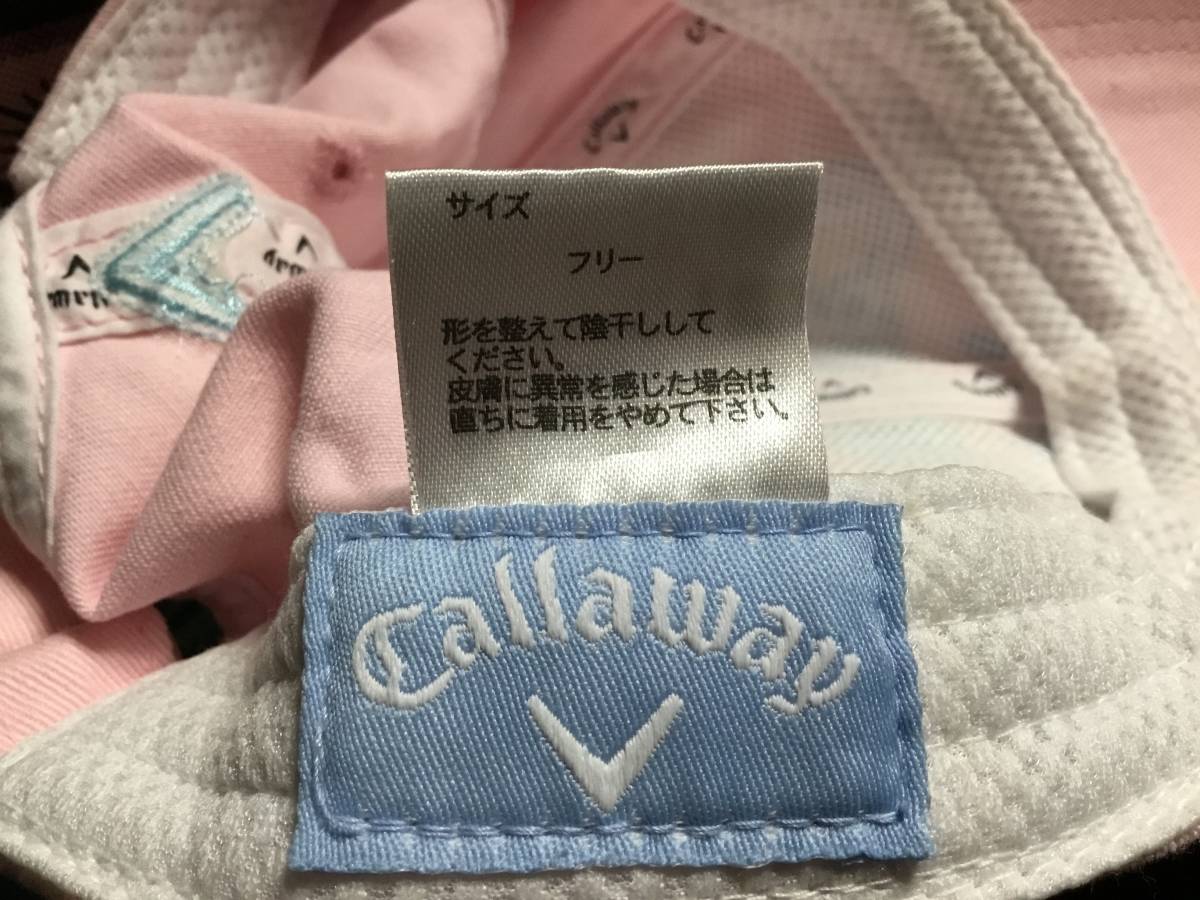 サイズ
フリー
形を整えて陰干しして
ください。
皮膚に異常を感じた場合は
直ちに着用をやめて下さい。
Callaway
Callaway